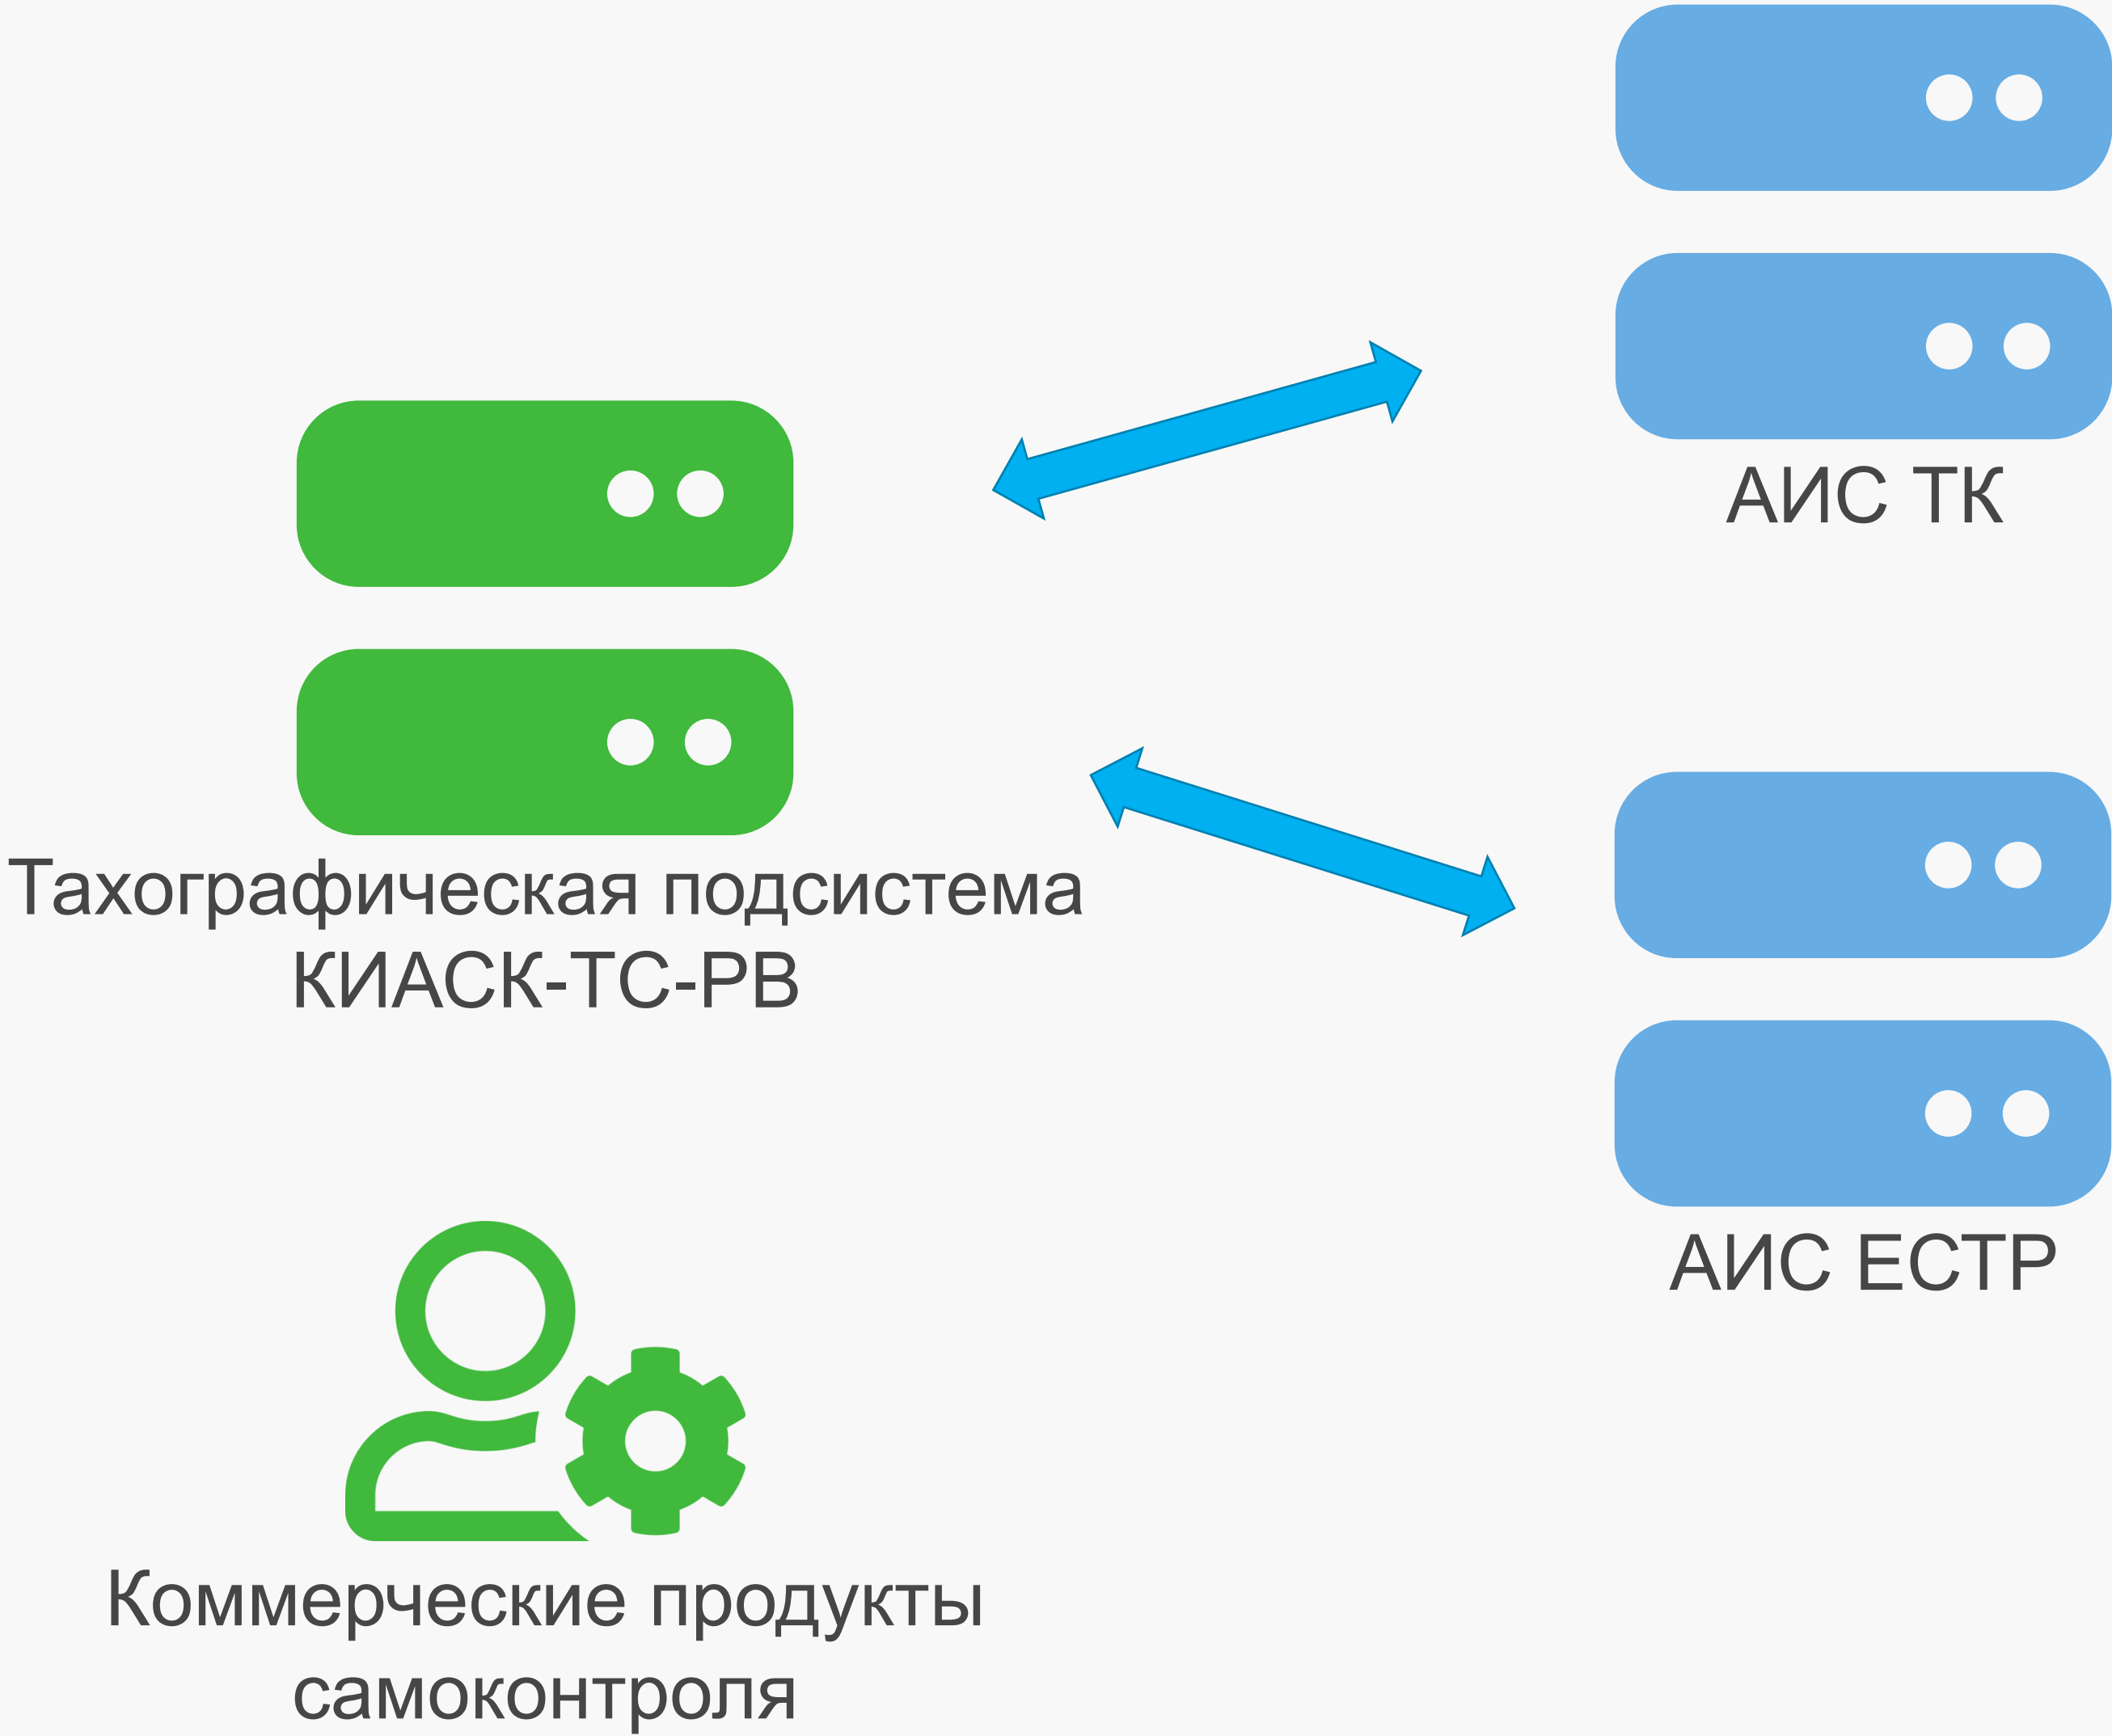 АИС ТК
Тахографическая подсистема
КИАСК-ТС-РВ
АИС ЕСТР
Коммерческие продукты
самоконтроля